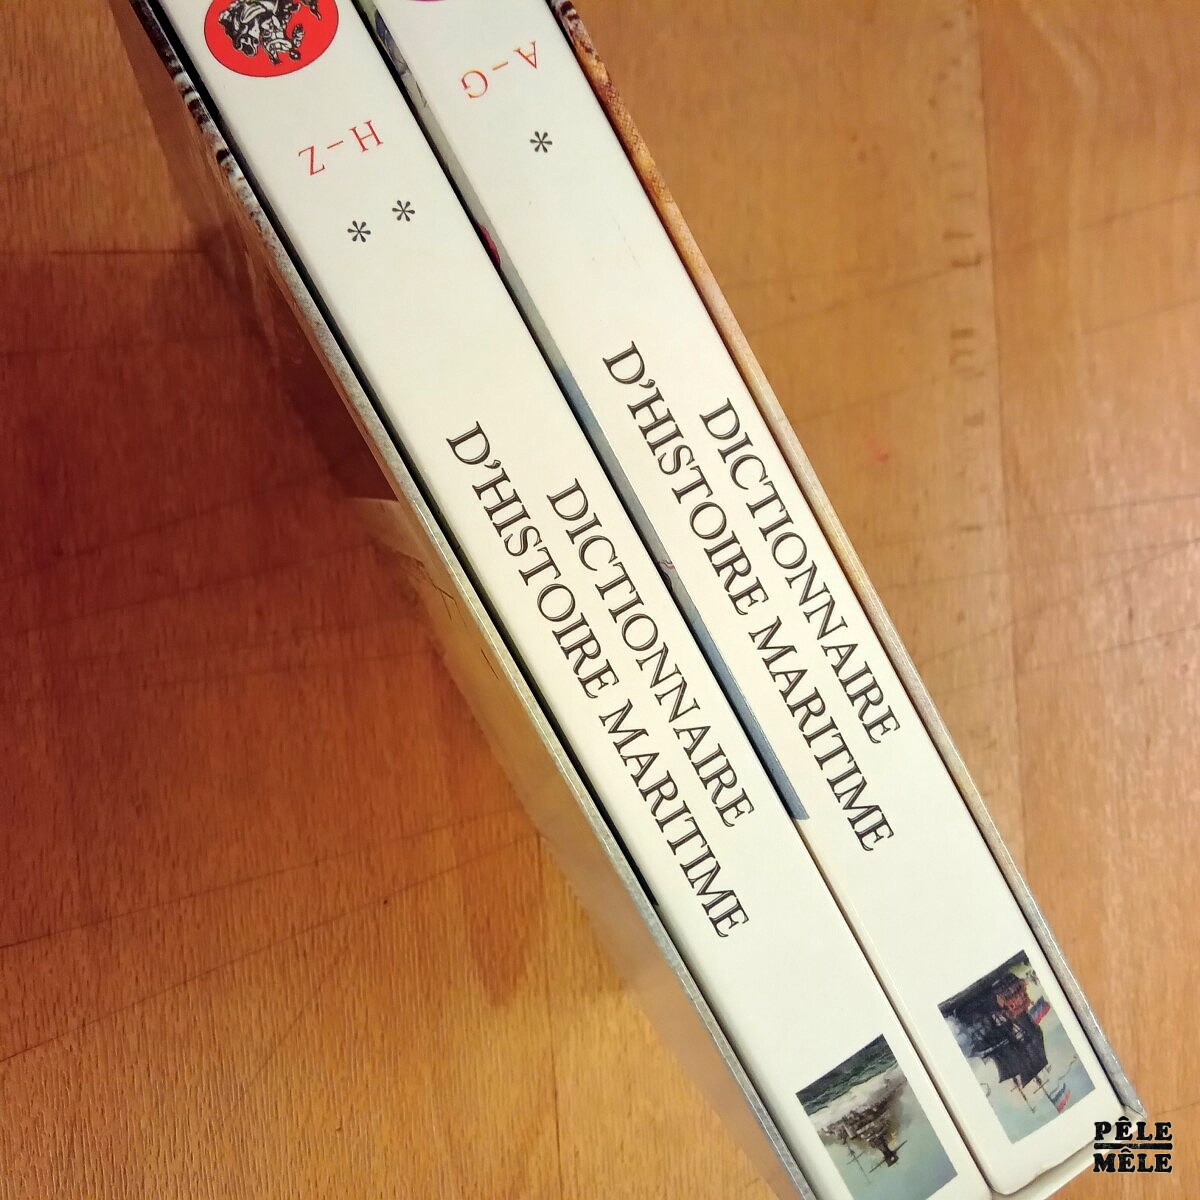 H-Z
* *
DICTIONNAIRE
D'HISTOIRE MARITIME
A-G
*
DICTIONNAIRE
D'HISTOIRE MARITIME
PÊLE
MÊLE